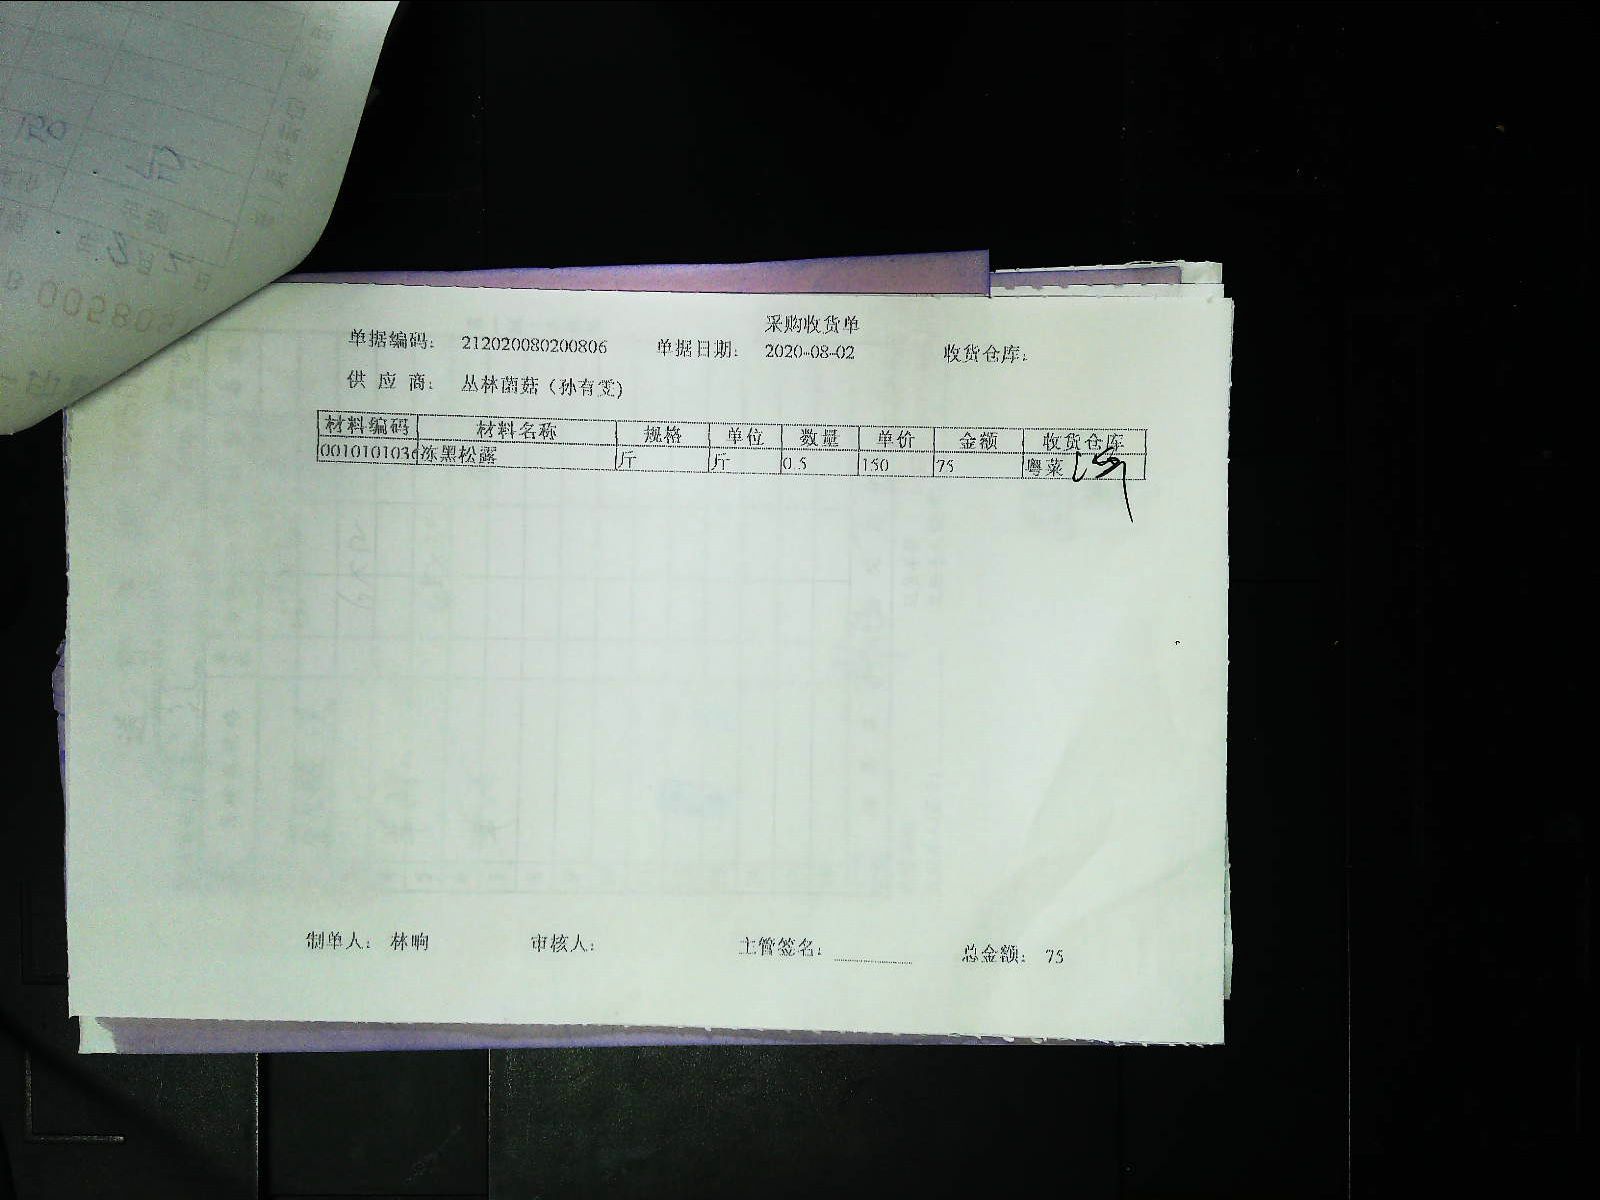 采购收货单
单据编码： 212020080200806 单据日期： 2020-08-02 收货仓库：
供 应 商： 丛林菌菇（孙有雯）
材料编码 材料名称 规格 单位 数量 单价 金额 收货仓库
0010101036 冻黑松露 斤 斤 0.5 150 75 粤菜
制单人： 林晌 审核人： 主管签名： 总金额： 75